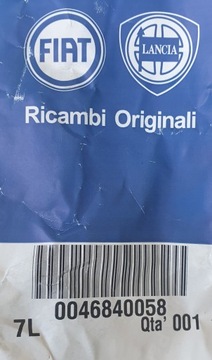 FIAT LANCIA
Ricambi Originali
0046840058
7L Qta' 001